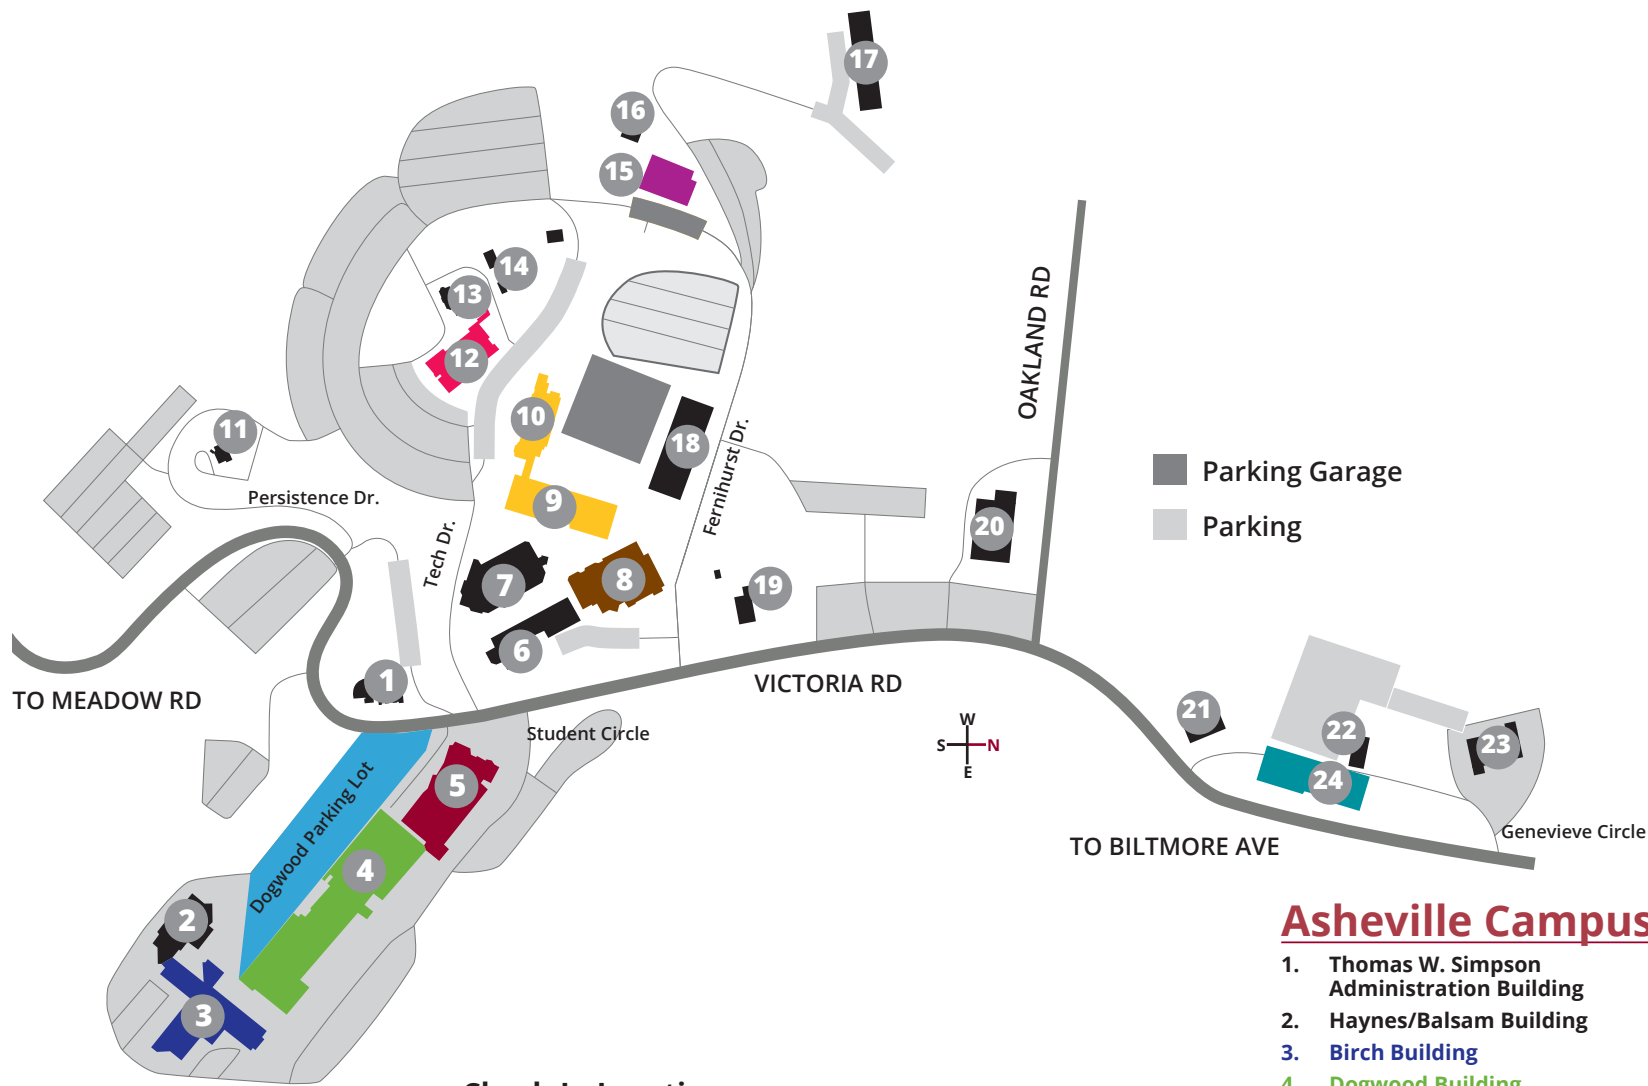 17
16
15
14
13
12
11
10
18
9
Persistence Dr.
Tech Dr.
Fernihurst Dr.
OAKLAND RD
Parking Garage
Parking
20
7
8
19
6
1
TO MEADOW RD
VICTORIA RD
W
S N
E
Student Circle
21
22
23
24
5
Dogwood Parking Lot
4
2
3
Genevieve Circle
TO BILTMORE AVE
Asheville Campus
1. Thomas W. Simpson
Administration Building
2. Haynes/Balsam Building
3. Birch Building
4. Dogwood Building